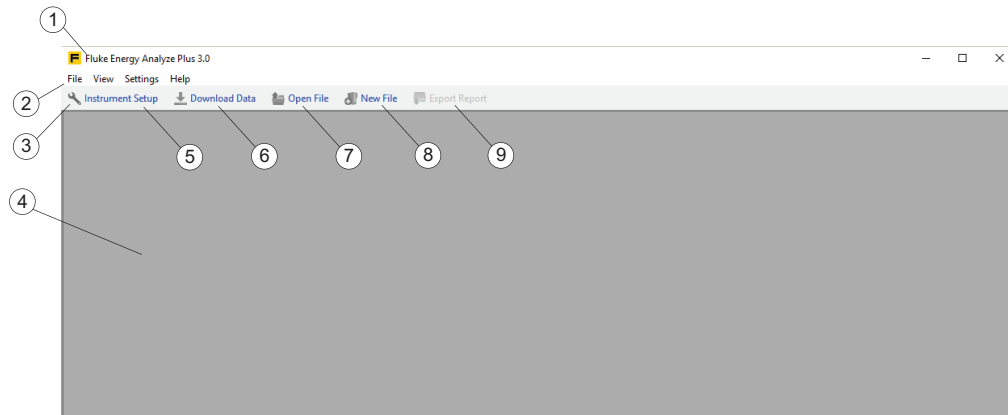 1
Fluke Energy Analyze Plus 3.0
File View Settings Help
2
Instrument Setup Download Data Open File New File Export Report
3
5 6 7 8 9
4